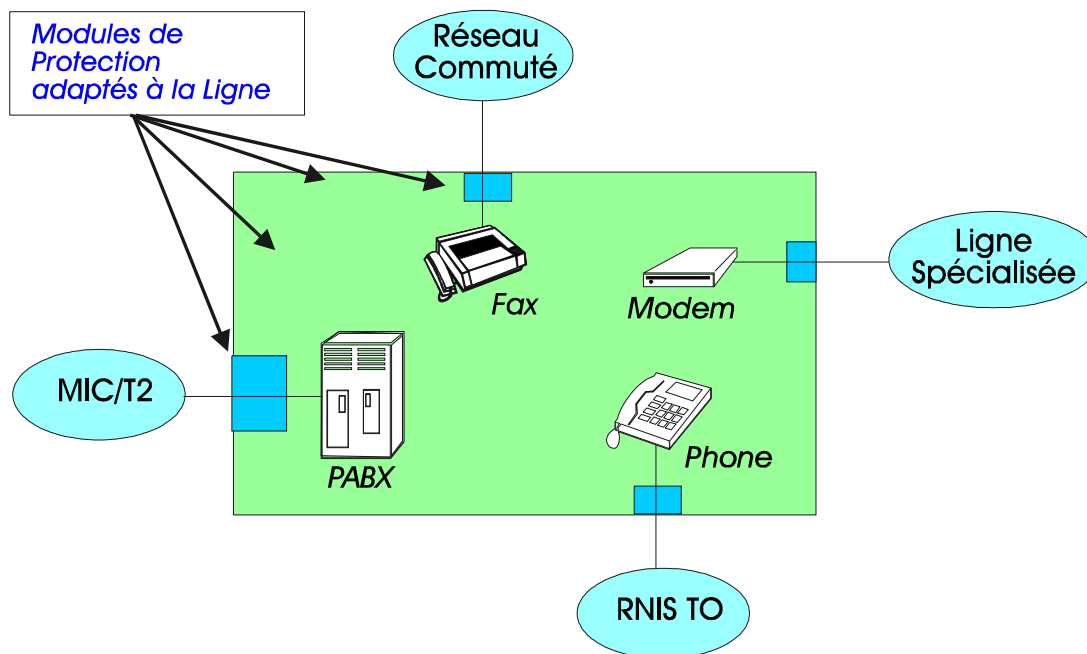 Modules de
Protection
adaptés à la Ligne
Réseau
Commuté
Ligne
Spécialisée
Fax
Modem
MIC/T2
PABX
Phone
RNIS TO